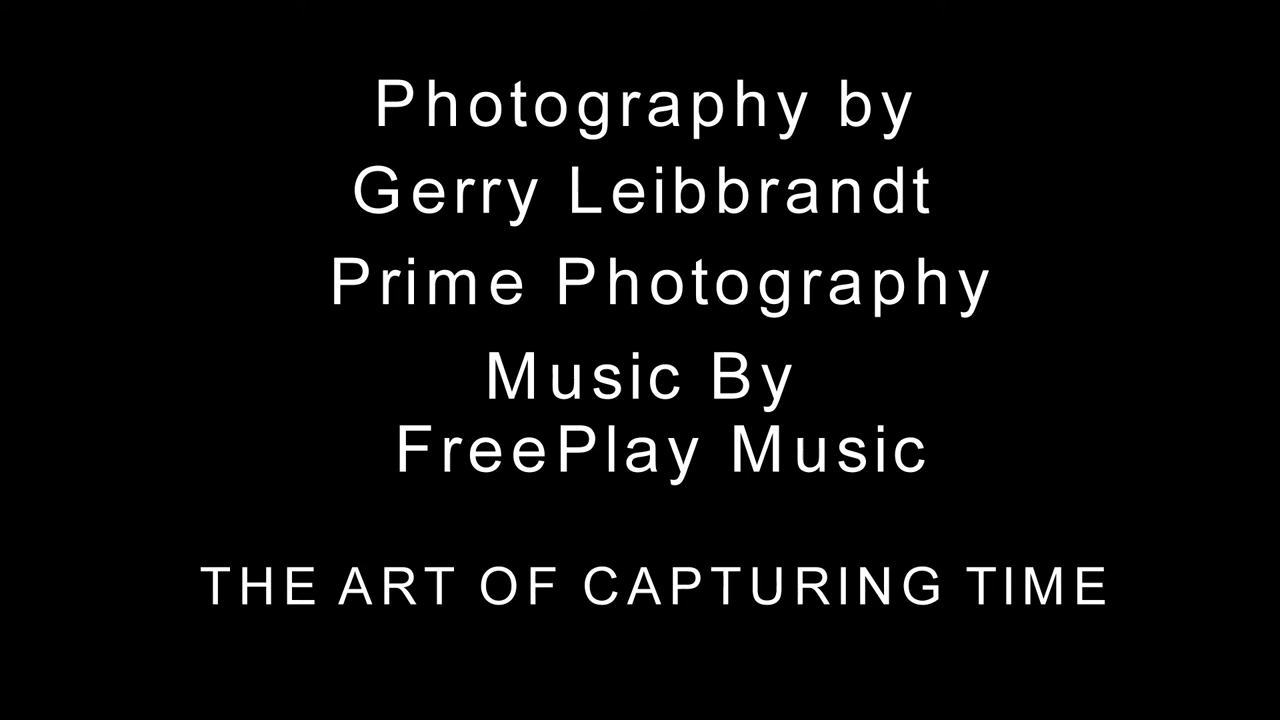 Photography by
Gerry Leibbrandt
Prime Photography
Music By
FreePlay Music
THE ART OF CAPTURING TIME